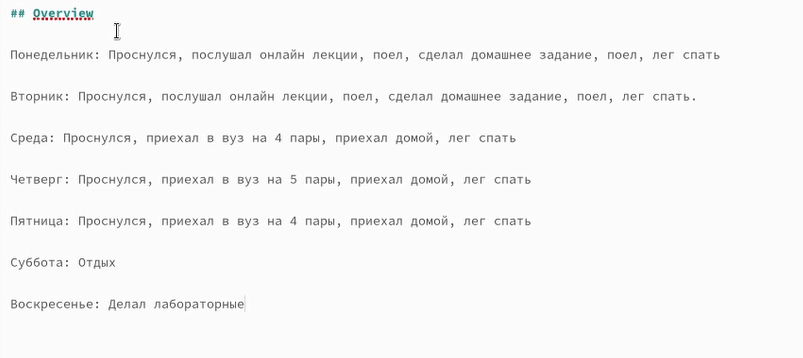 ## Overview
Понедельник: Проснулся, послушал онлайн лекции, поел, сделал домашнее задание, поел, лег спать
Вторник: Проснулся, послушал онлайн лекции, поел, сделал домашнее задание, поел, лег спать.
Среда: Проснулся, приехал в вуз на 4 пары, приехал домой, лег спать
Четверг: Проснулся, приехал в вуз на 5 пары, приехал домой, лег спать
Пятница: Проснулся, приехал в вуз на 4 пары, приехал домой, лег спать
Суббота: Отдых
Воскресенье: Делал лабораторные